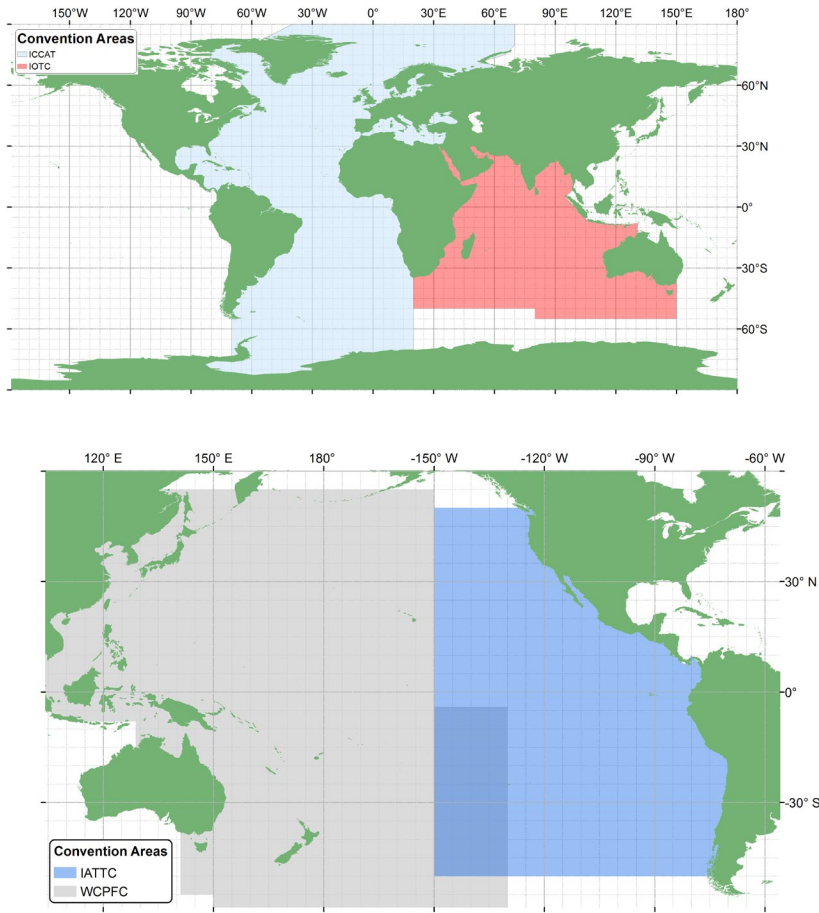 150°W 120°W 90°W 60°W 30°W 0° 30°E 60°E 90°E 120°E 150°E 180°
Convention Areas
ICCAT
IOTC
60°N
30°N
0°
30°S
60°S
120° E 150° E 180° -150° W -120° W -90° W -60° W
-30° N
-0°
-30° S
Convention Areas
IATTC
WCPFC